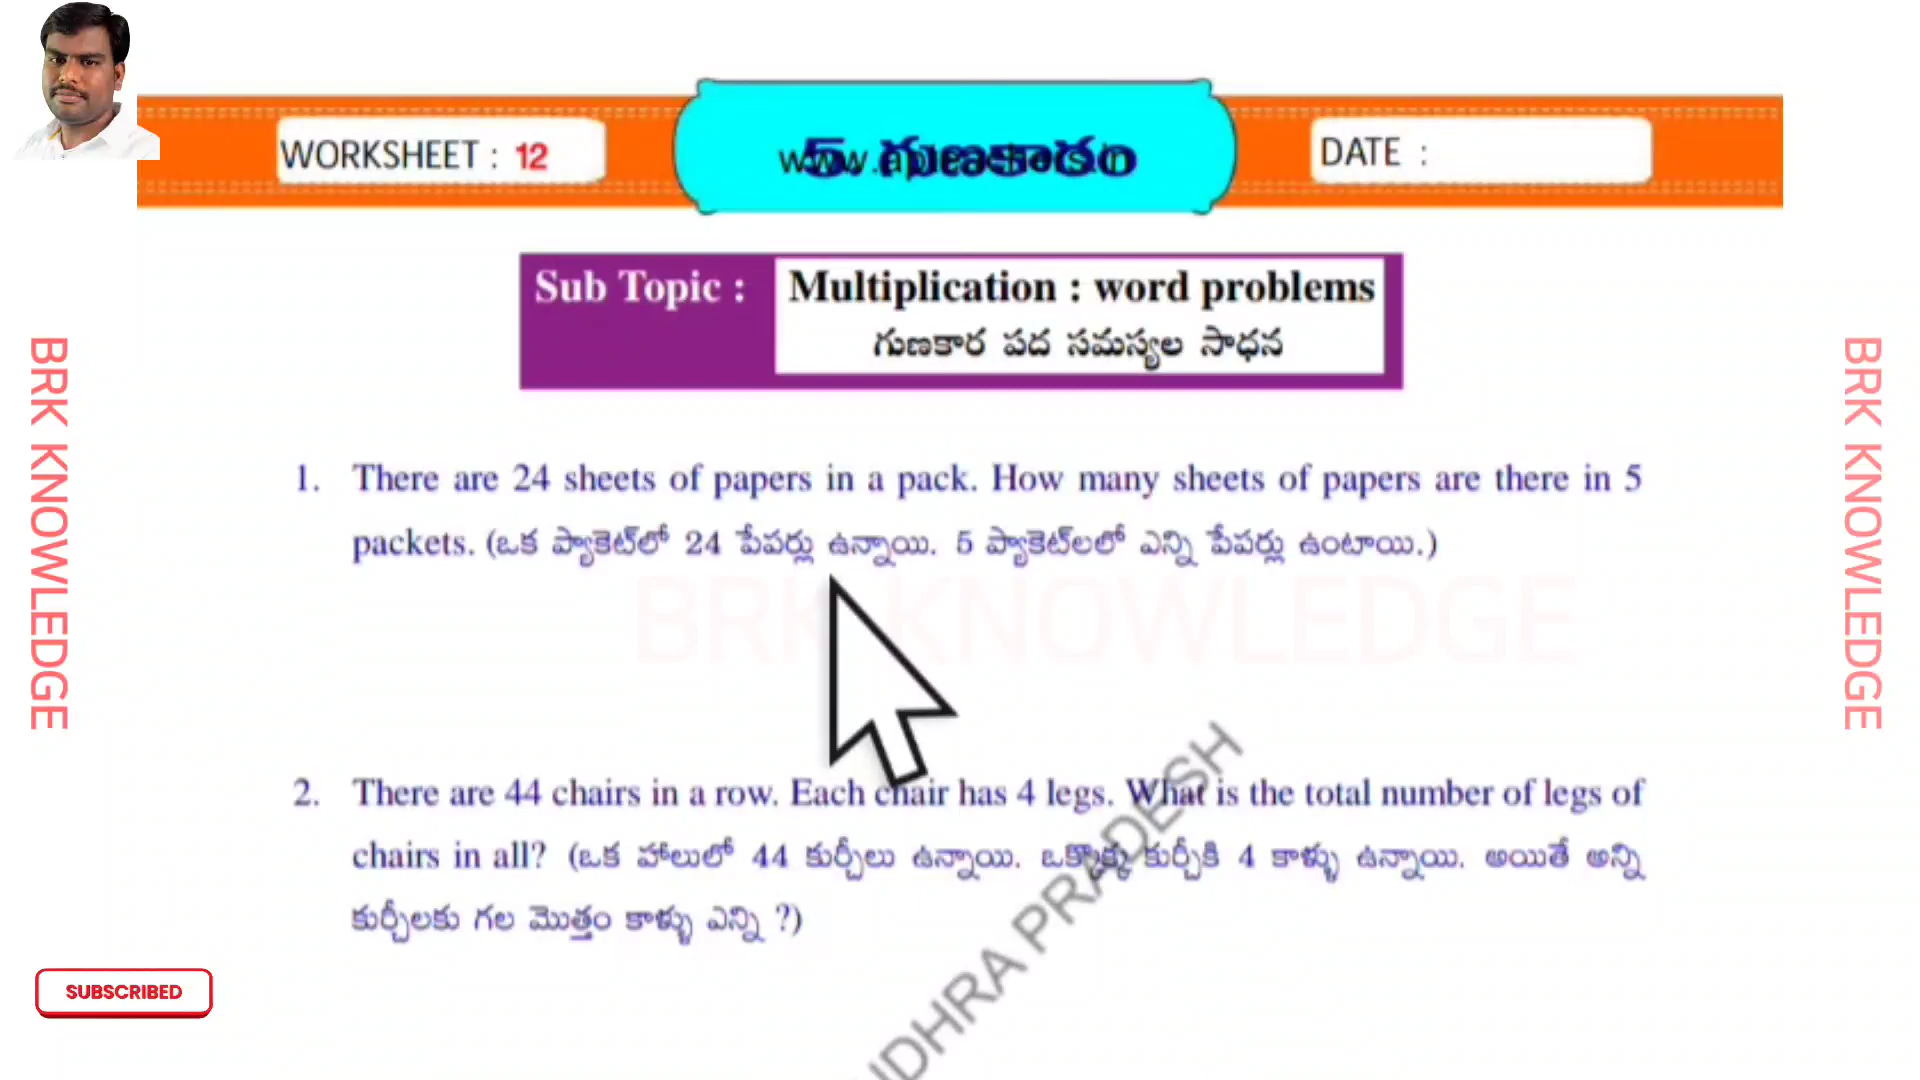 WORKSHEET : 12
5. గుణకారం
DATE :
Sub Topic :
Multiplication : word problems
గుణకార పద సమస్యల సాధన
BRK KNOWLEDGE
BRK KNOWLEDGE
1. There are 24 sheets of papers in a pack. How many sheets of papers are there in 5
packets. (ఒక ప్యాకెట్‌లో 24 పేపర్లు ఉన్నాయి. 5 ప్యాకెట్‌లలో ఎన్ని పేపర్లు ఉంటాయి.)
BRK KNOWLEDGE
2. There are 44 chairs in a row. Each chair has 4 legs. What is the total number of legs of
chairs in all? (ఒక హాలులో 44 కుర్చీలు ఉన్నాయి. ఒక్కొక్క కుర్చీకి 4 కాళ్ళు ఉన్నాయి. అయితే అన్ని
కుర్చీలకు గల మొత్తం కాళ్ళు ఎన్ని ?)
PRADESH
SUBSCRIBED